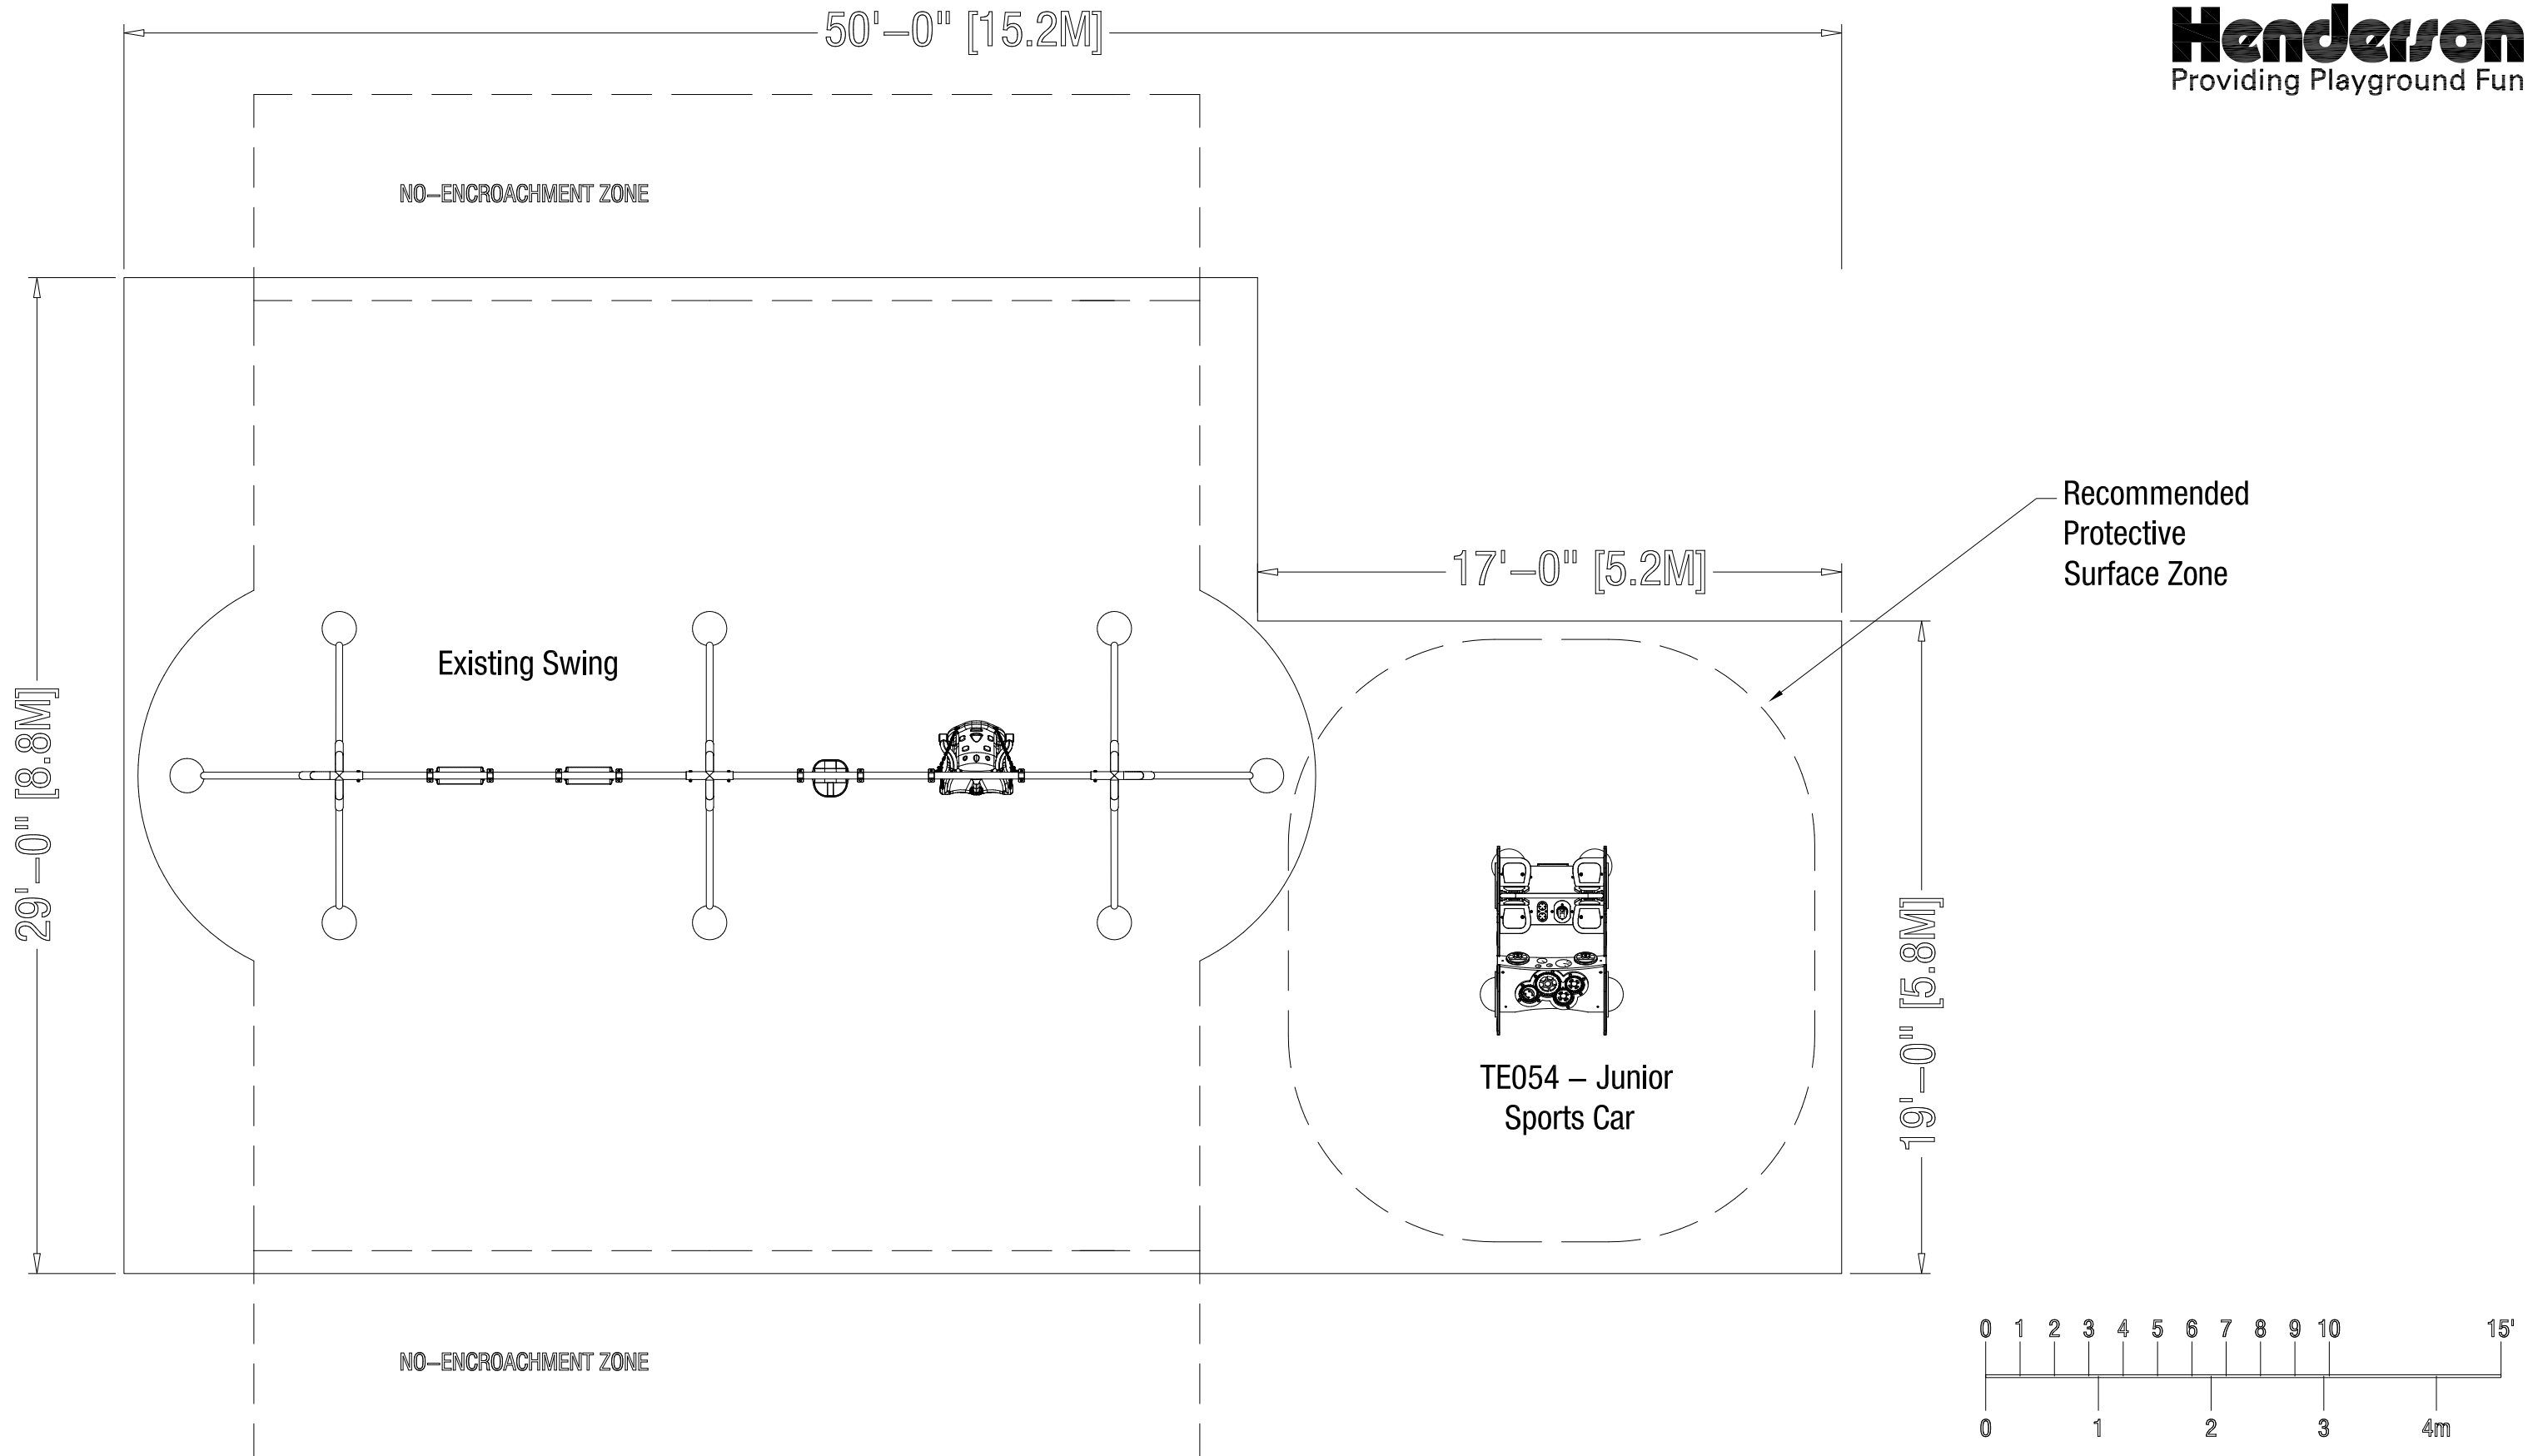 50'–0" [15.2M]
Henderson
Providing Playground Fun
NO–ENCROACHMENT ZONE
Recommended
Protective
Surface Zone
17'–0" [5.2M]
Existing Swing
29'–0" [8.8M]
19'–0" [5.8M]
TE054 – Junior
Sports Car
NO–ENCROACHMENT ZONE
0 1 2 3 4 5 6 7 8 9 10 15'
0 1 2 3 4m